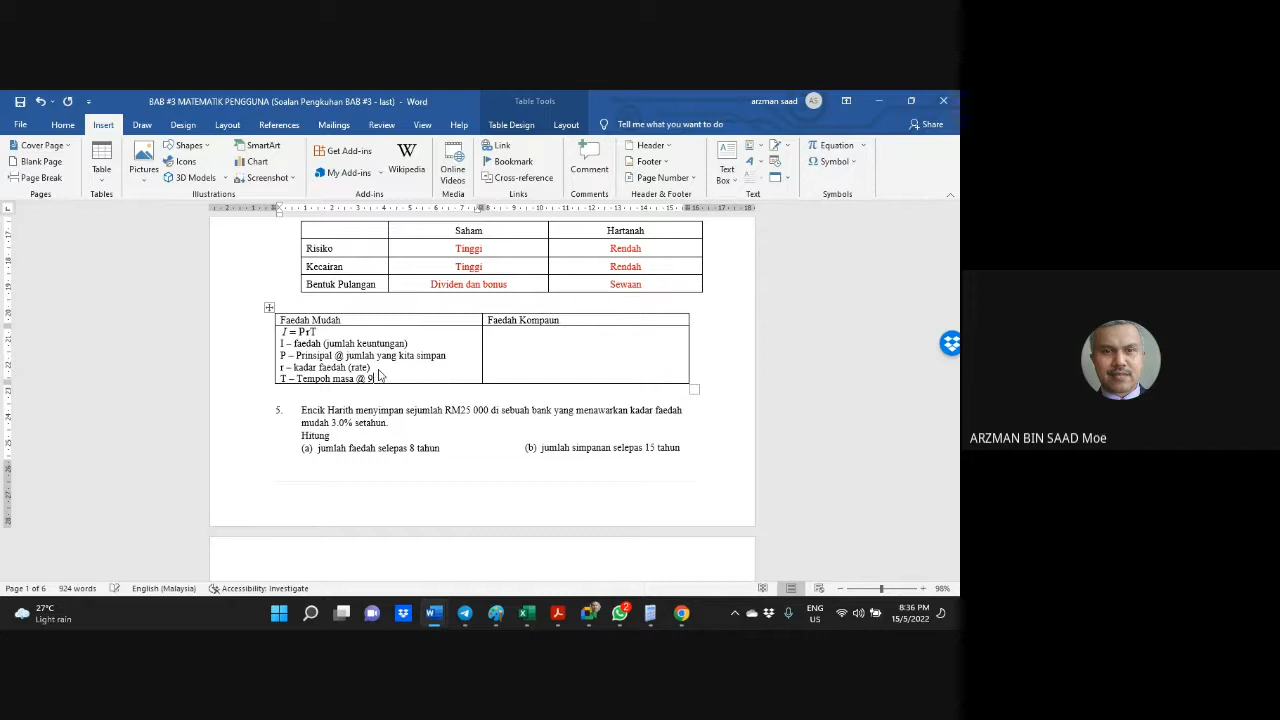 BAB #3 MATEMATIK PENGGUNA (Soalan Pengkuhan BAB #3 - last) - Word
Table Tools
arzman saad
AS
File Home Insert Draw Design Layout References Mailings Review View Help Table Design Layout Tell me what you want to do Share
Cover Page
Blank Page
Page Break
Pages
Table
Tables
Pictures
Shapes
Icons
3D Models
SmartArt
Chart
Screenshot
Illustrations
Get Add-ins
My Add-ins
Wikipedia
Add-ins
Online Videos
Media
Link
Bookmark
Cross-reference
Links
Comment
Comments
Header
Footer
Page Number
Header & Footer
Text Box
Text
Equation
Symbol
Symbols
Saham Hartanah
Risiko Tinggi Rendah
Kecairan Tinggi Rendah
Bentuk Pulangan Dividen dan bonus Sewaan
Faedah Mudah Faedah Kompaun
I = PrT
I – faedah (jumlah keuntungan)
P – Prinsipal @ jumlah yang kita simpan
r – kadar faedah (rate)
T – Tempoh masa @ 9
5. Encik Harith menyimpan sejumlah RM25 000 di sebuah bank yang menawarkan kadar faedah
mudah 3.0% setahun.
Hitung
(a) jumlah faedah selepas 8 tahun (b) jumlah simpanan selepas 15 tahun
Page 1 of 6 924 words English (Malaysia) Accessibility: Investigate 98%
27°C
Light rain
2
ENG
US
8:36 PM
15/5/2022
ARZMAN BIN SAAD Moe